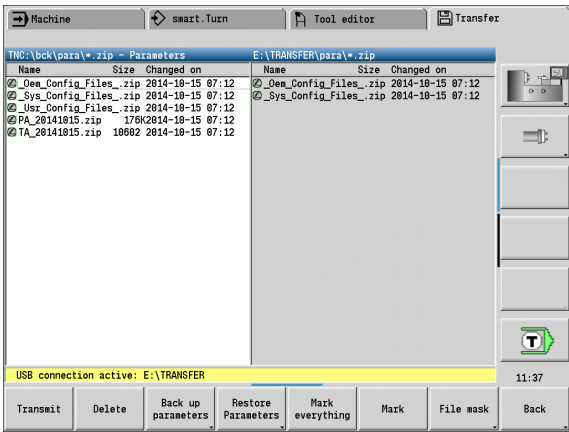 Machine smart.Turn Tool editor Transfer
TNC:\bck\para\*.zip - Parameters E:\TRANSFER\para\*.zip
Name Size Changed on Name Size Changed on
_Oem_Config_Files_.zip 2014-10-15 07:12 _Oem_Config_Files_.zip 2014-10-15 07:12
_Sys_Config_Files_.zip 2014-10-15 07:12 _Sys_Config_Files_.zip 2014-10-15 07:12
_Usr_Config_Files_.zip 2014-10-15 07:12
PA_20141015.zip 176K2014-10-15 07:12
TA_20141015.zip 10602 2014-10-15 07:12
T
USB connection active: E:\TRANSFER
11:37
Transmit Delete Back up parameters Restore Parameters Mark everything Mark File mask Back